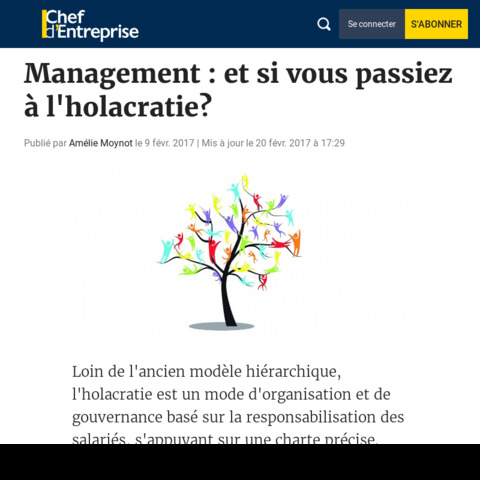 Chef
d'Entreprise
Se connecter
S'ABONNER
Management : et si vous passiez
à l'holacratie?
Publié par Amélie Moynot le 9 févr. 2017 | Mis à jour le 20 févr. 2017 à 17:29
Loin de l'ancien modèle hiérarchique,
l'holacratie est un mode d'organisation et de
gouvernance basé sur la responsabilisation des
salariés, s'appuyant sur une charte précise.